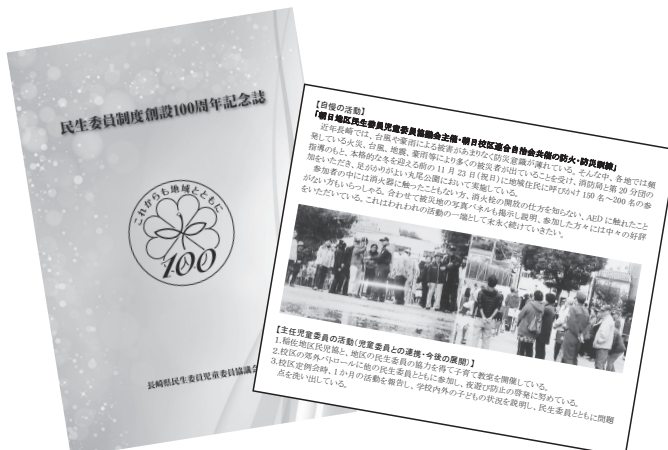 民生委員制度創設100周年記念誌
これからも地域とともに
100
長崎県民生委員児童委員協議会
【自慢の活動】
「朝日地区民生委員児童委員協議会主催・朝日校区連合自治会共催の防火・防災訓練」
近年長崎では、台風や豪雨による被害があまりなく防災意識が薄れている。そんな中、各地では頻
発している火災、台風、地震、豪雨等により多くの被災者が出ていることを受け、消防局と第20分団の
指導のもと、本格的な冬を迎える前の11月23日(祝日)に地域住民に呼びかけ150名~200名の参
加をいただき、足がかりがよい丸尾公園において実施している。
参加者の中には消火器に触ったこともない方、消火栓の開放の仕方を知らない、AEDに触れたこと
がない方もいらっしゃる。合わせて被災地の写真パネルも掲示し説明、参加した方々には中々の好評
をいただいている。これはわれわれの活動の一端として末永く続けていきたい。
【主任児童委員の活動(児童委員との連携・今後の展開)】
1.稲佐地区民児協と、地区の民生委員の協力を得て子育て教室を開催している。
2.校区の郊外パトロールに他の民生委員とともに参加し、夜遊び防止の啓発に努めている。
3.校区定例会時、1か月の活動を報告し、学校内外の子どもの状況を説明し、民生委員とともに問題
点を洗い出している。